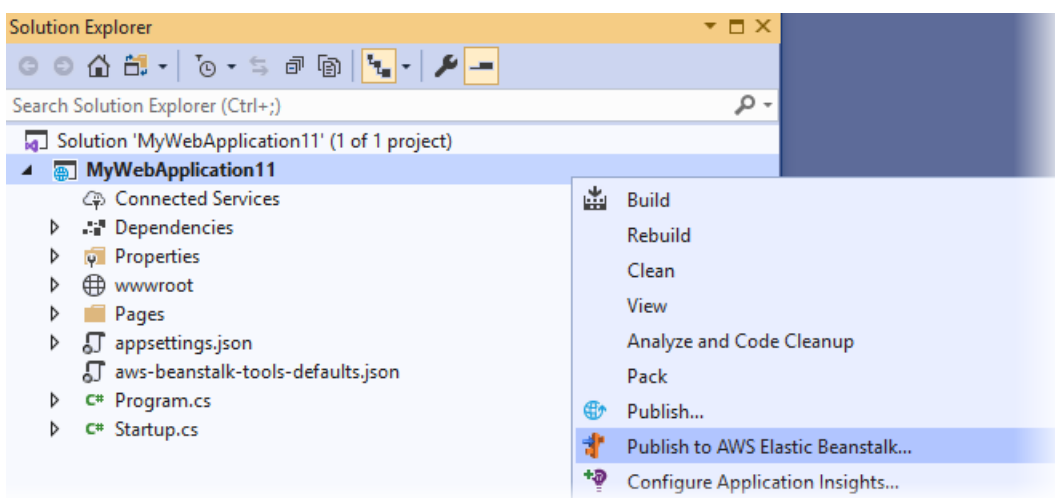 Solution Explorer
Search Solution Explorer (Ctrl+;)
Solution 'MyWebApplication11' (1 of 1 project)
MyWebApplication11
Connected Services
Dependencies
Properties
wwwroot
Pages
appsettings.json
aws-beanstalk-tools-defaults.json
C# Program.cs
C# Startup.cs
Build
Rebuild
Clean
View
Analyze and Code Cleanup
Pack
Publish...
Publish to AWS Elastic Beanstalk...
Configure Application Insights...